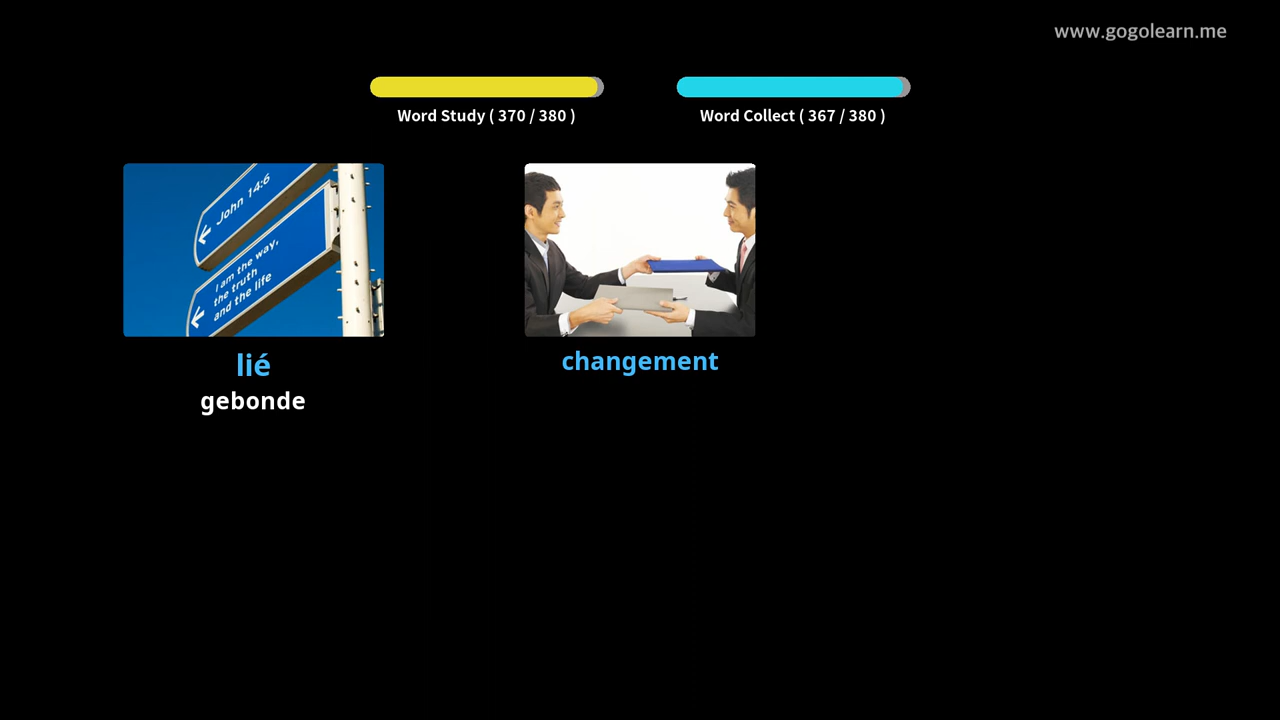 www.gogolearn.me
Word Study ( 370 / 380 )
Word Collect ( 367 / 380 )
John 14:6
I am the way,
the truth
and the life
lié
changement
gebonde